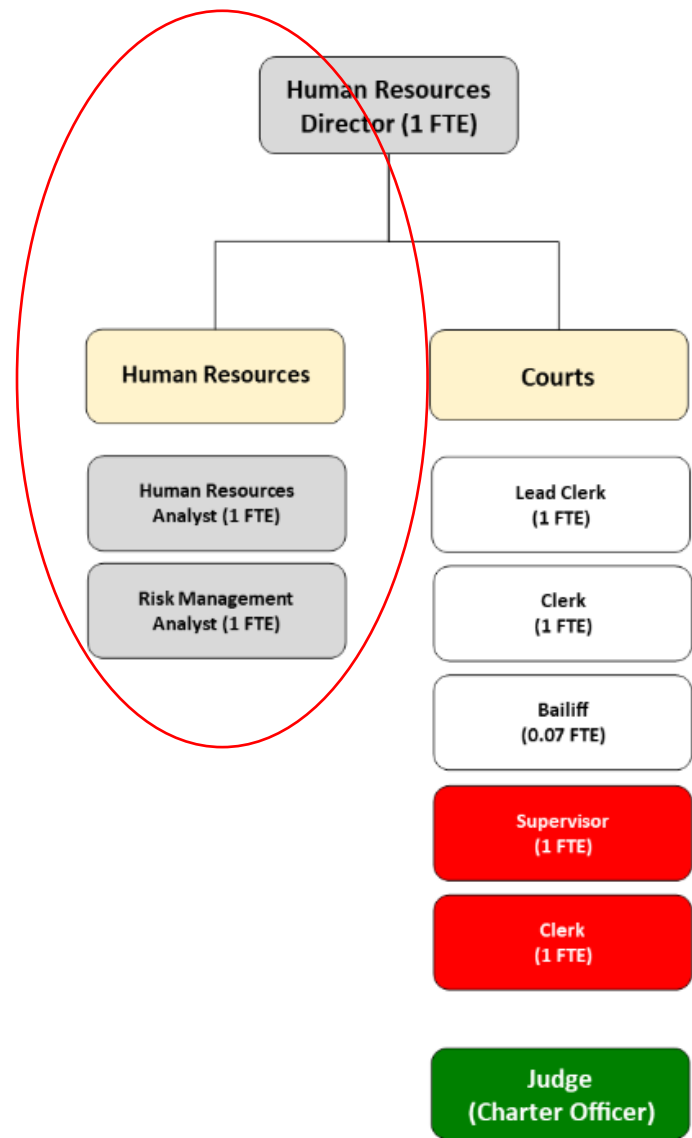 Human Resources
Director (1 FTE)
Human Resources
Human Resources
Analyst (1 FTE)
Risk Management
Analyst (1 FTE)
Courts
Lead Clerk
(1 FTE)
Clerk
(1 FTE)
Bailiff
(0.07 FTE)
Supervisor
(1 FTE)
Clerk
(1 FTE)
Judge
(Charter Officer)